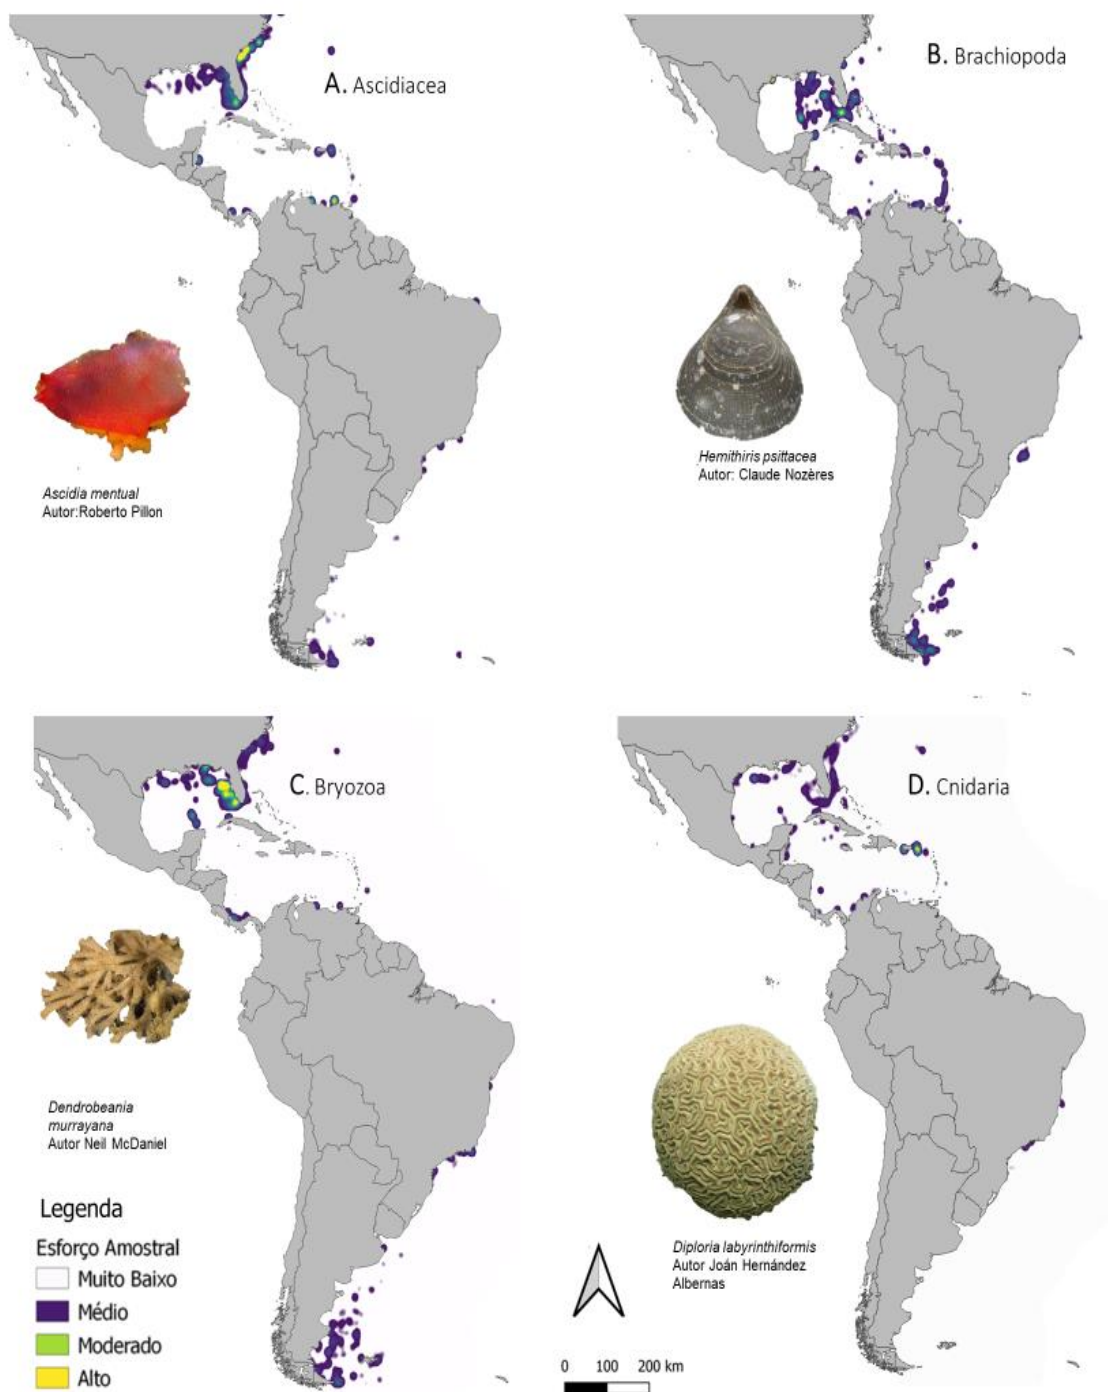 A. Ascidiacea
B. Brachiopoda
Ascidia mentual
Autor:Roberto Pillon
Hemithiris psittacea
Autor: Claude Nozères
C. Bryozoa
D. Cnidaria
Dendrobeania
murrayana
Autor Neil McDaniel
Diploria labyrinthiformis
Autor Joán Hernández
Albernas
Legenda
Esforço Amostral
Muito Baixo
Médio
Moderado
Alto
0 100 200 km